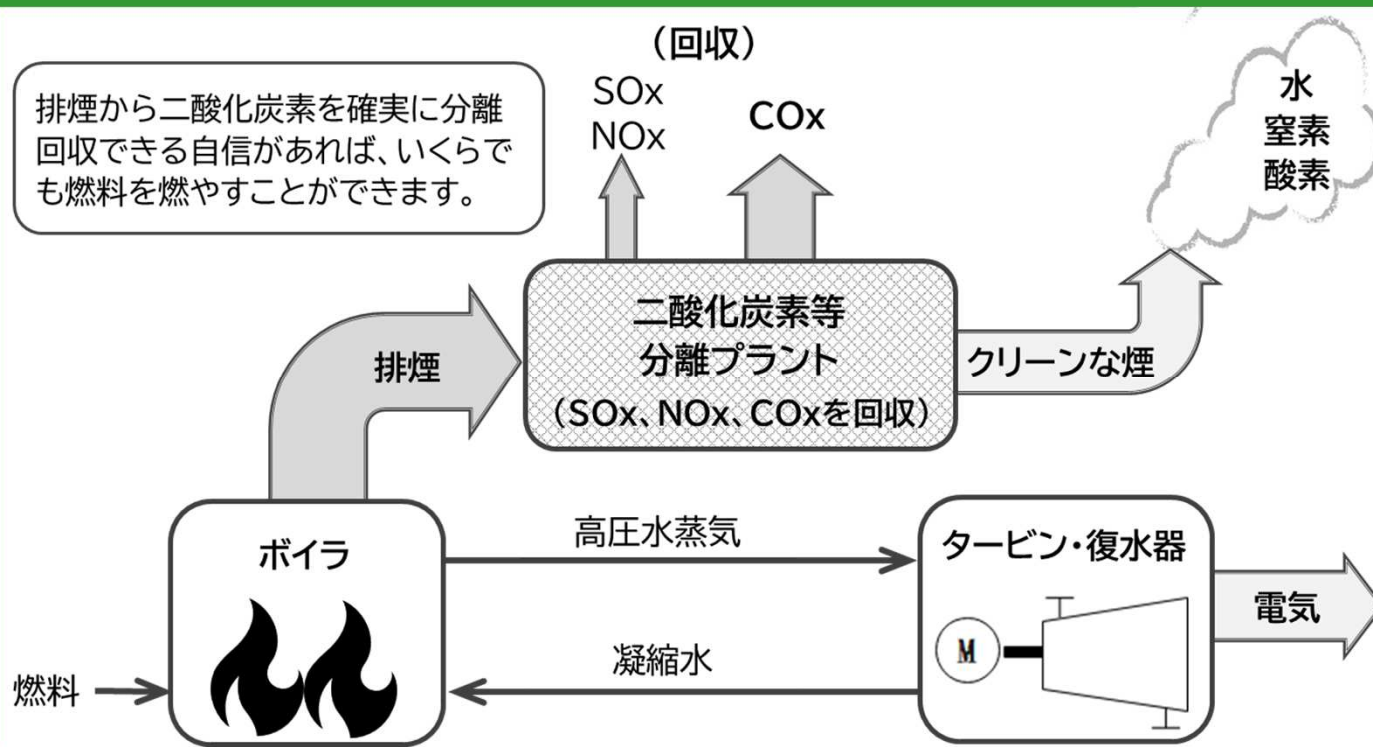 （回収）
排煙から二酸化炭素を確実に分離
回収できる自信があれば、いくらで
も燃料を燃やすことができます。
SOx
NOx
COx
水
窒素
酸素
排煙
二酸化炭素等
分離プラント
（SOx、NOx、COxを回収）
クリーンな煙
ボイラ
高圧水蒸気
タービン・復水器
電気
M
凝縮水
燃料